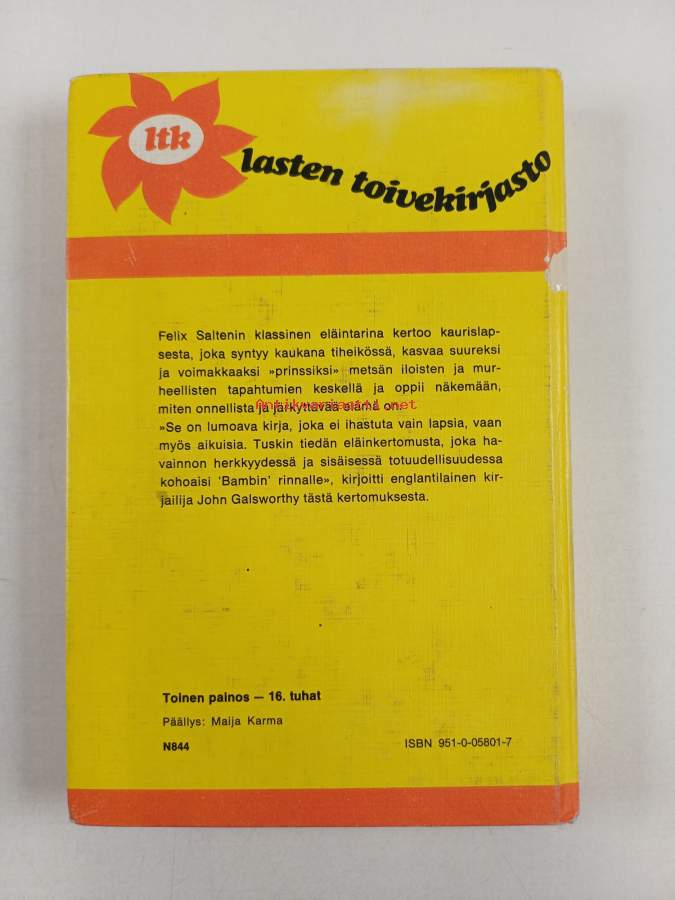 ltk
lasten toivekirjasto
Felix Saltenin klassinen eläintarina kertoo kaurislap-
sesta, joka syntyy kaukana tiheikössä, kasvaa suureksi
ja voimakkaaksi »prinssiksi» metsän iloisten ja mur-
heellisten tapahtumien keskellä ja oppii näkemään,
miten onnellista ja järkyttävää elämä on.
Antikvariaatti.net
»Se on lumoava kirja, joka ei ihastuta vain lapsia, vaan
myös aikuisia. Tuskin tiedän eläinkertomusta, joka ha-
vainnon herkkyydessä ja sisäisessä totuudellisuudessa
kohoaisi 'Bambin' rinnalle», kirjoitti englantilainen kir-
jailija John Galsworthy tästä kertomuksesta.
Toinen painos — 16. tuhat
Päällys: Maija Karma
N844 ISBN 951-0-05801-7